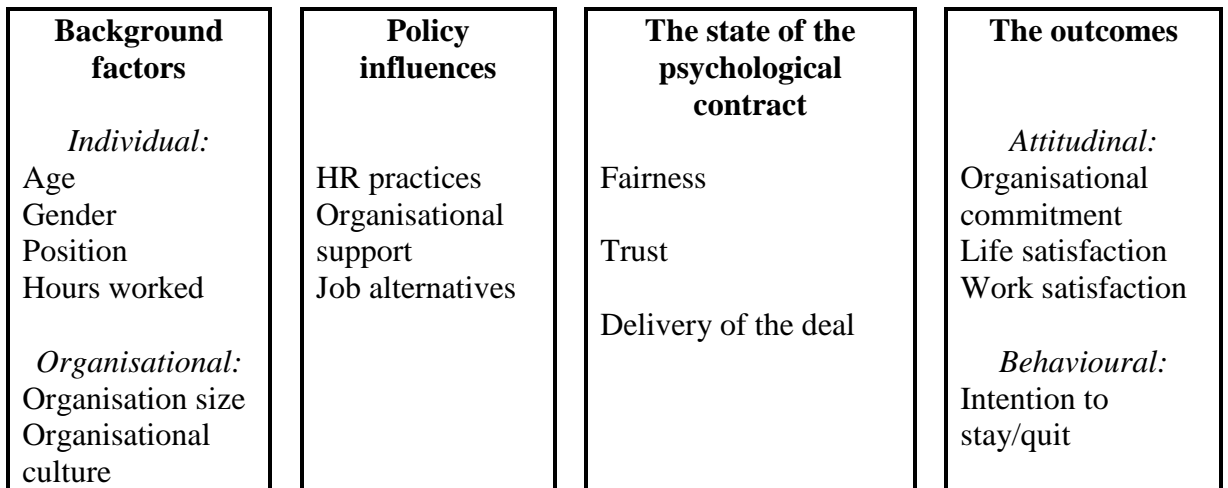 Background
factors
Individual:
Age
Gender
Position
Hours worked
Organisational:
Organisation size
Organisational
culture
Policy
influences
HR practices
Organisational
support
Job alternatives
The state of the
psychological
contract
Fairness
Trust
Delivery of the deal
The outcomes
Attitudinal:
Organisational
commitment
Life satisfaction
Work satisfaction
Behavioural:
Intention to
stay/quit